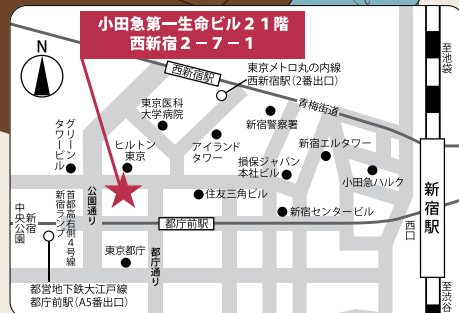 小田急第一生命ビル２１階
西新宿２－７－１
N
西新宿駅
東京メトロ丸の内線
西新宿駅(2番出口)
至池袋
青梅街道
東京医科
大学病院
新宿警察署
グリーン
タワービル
ヒルトン
東京
アイランド
タワー
新宿エルタワー
損保ジャパン
本社ビル
小田急ハルク
新宿駅
住友三角ビル
新宿センタービル
公園通り
首都高右側4号線
新宿ランプ
新宿
中央公園
都庁前駅
西口
東京都庁
都庁通り
都営地下鉄大江戸線
都庁前駅(A5番出口)
至渋谷